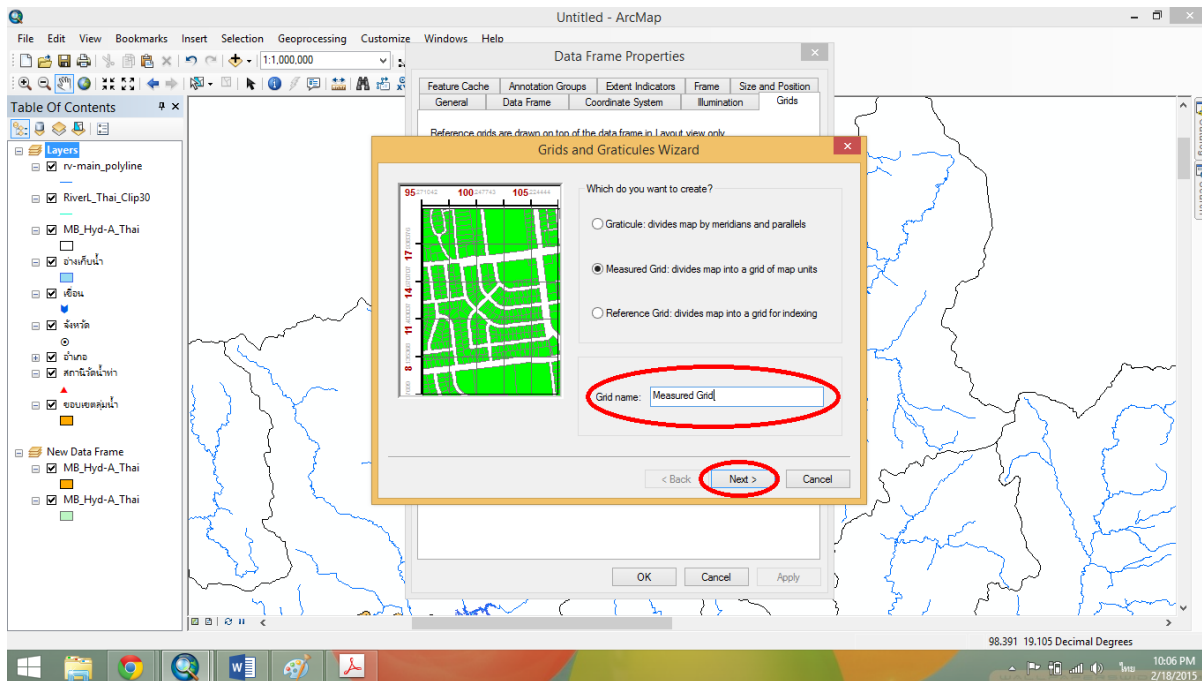 Untitled - ArcMap
File Edit View Bookmarks Insert Selection Geoprocessing Customize Windows Help
1:1,000,000
Table Of Contents
Layers
rv-main_polyline
RiverL_Thai_Clip30
MB_Hyd-A_Thai
อ่างเก็บน้ำ
เขื่อน
จังหวัด
อำเภอ
สถานีวัดน้ำท่า
ขอบเขตลุ่มน้ำ
New Data Frame
MB_Hyd-A_Thai
MB_Hyd-A_Thai
Data Frame Properties
Feature Cache Annotation Groups Extent Indicators Frame Size and Position
General Data Frame Coordinate System Illumination Grids
Reference grids are drawn on top of the data frame in Layout view only
Grids and Graticules Wizard
95 100 105
17
14
11
8
Which do you want to create?
Graticule: divides map by meridians and parallels
Measured Grid: divides map into a grid of map units
Reference Grid: divides map into a grid for indexing
Grid name: Measured Grid
< Back Next > Cancel
OK Cancel Apply
98.391 19.105 Decimal Degrees
ไทย
10:06 PM
2/18/2015